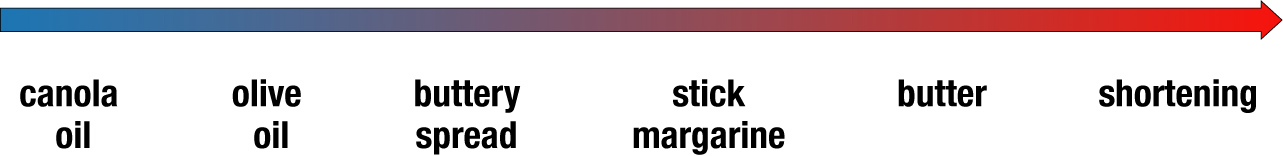 canola oil
olive oil
buttery spread
stick margarine
butter
shortening